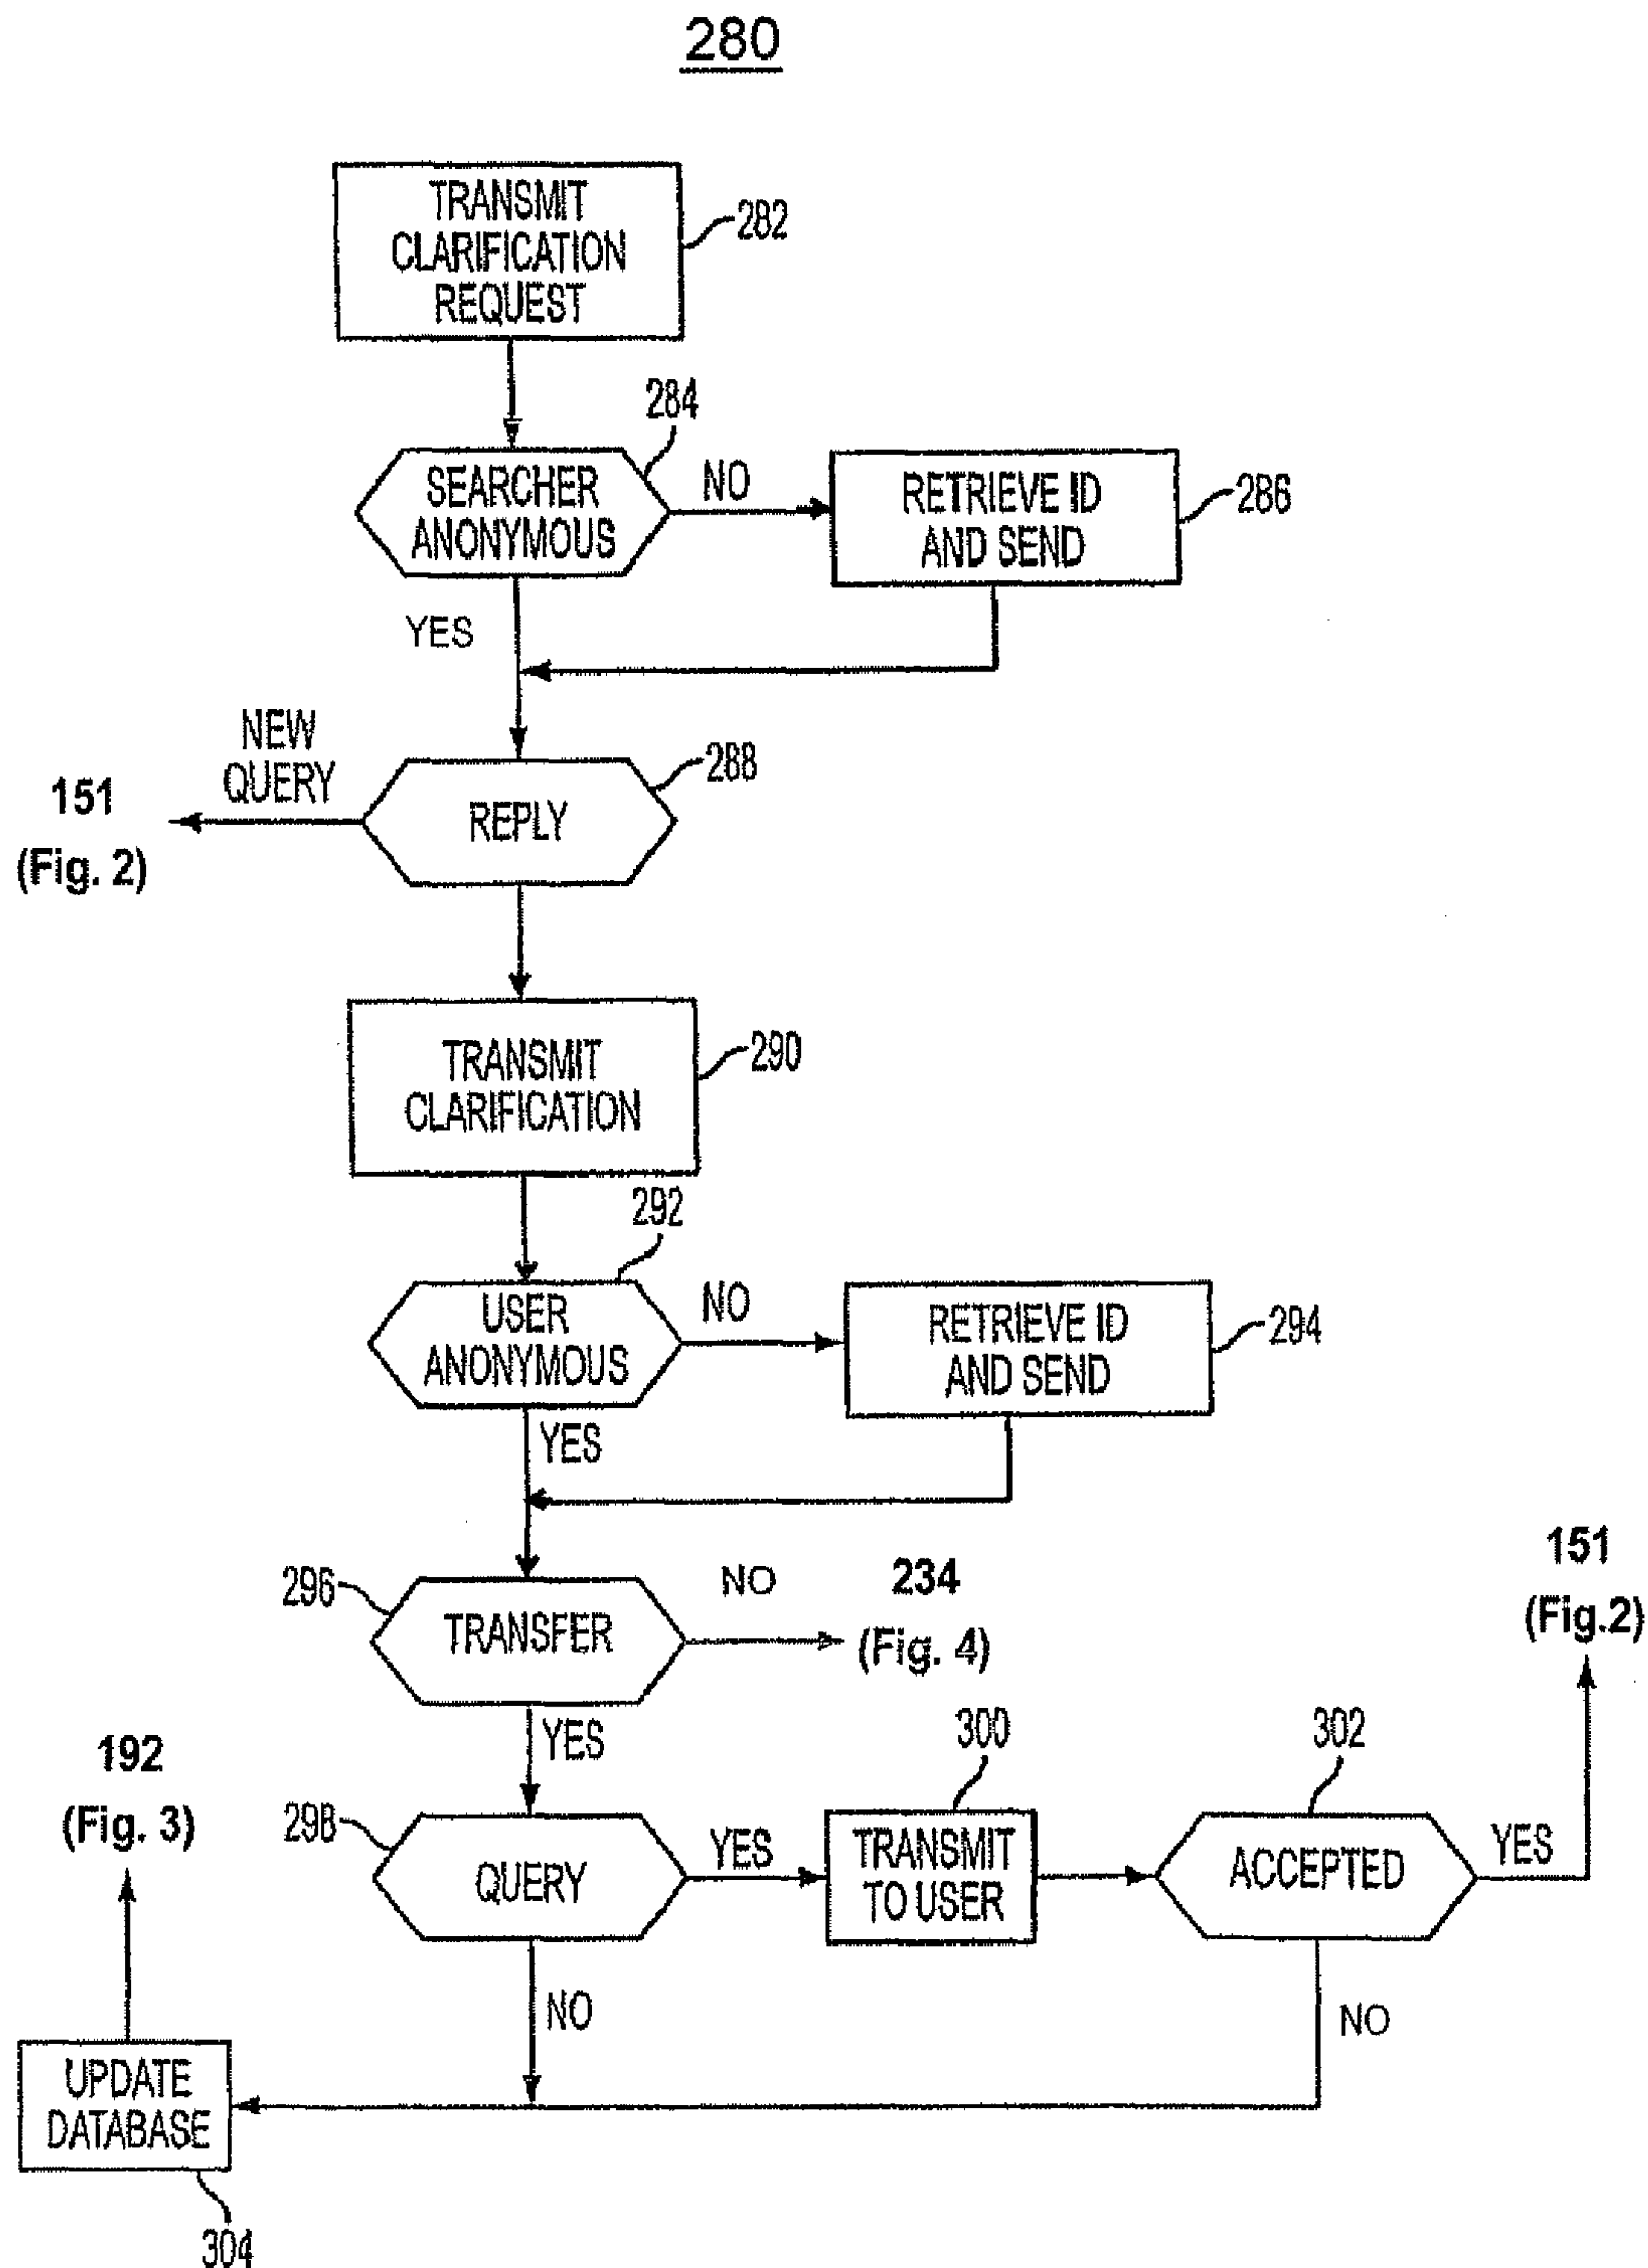 280
TRANSMIT
CLARIFICATION
REQUEST
282
284
SEARCHER
ANONYMOUS
NO
RETRIEVE ID
AND SEND
286
YES
NEW
QUERY
151
(Fig. 2)
REPLY
288
TRANSMIT
CLARIFICATION
290
292
USER
ANONYMOUS
NO
RETRIEVE ID
AND SEND
294
YES
296
TRANSFER
NO
234
(Fig. 4)
151
(Fig.2)
YES
192
(Fig. 3)
298
QUERY
YES
300
TRANSMIT
TO USER
302
ACCEPTED
YES
NO
NO
UPDATE
DATABASE
304